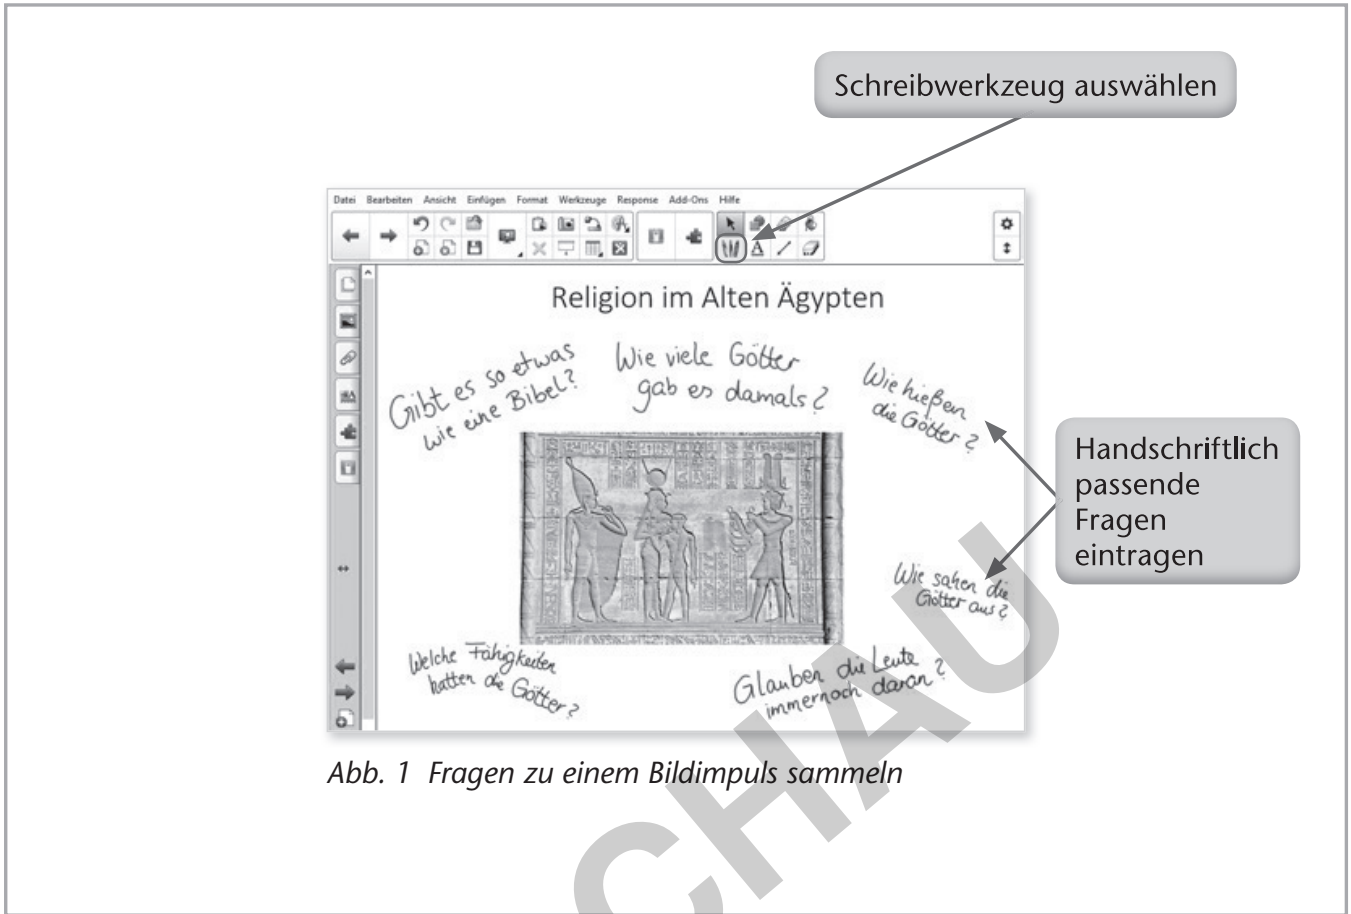 Schreibwerkzeug auswählen
Datei Bearbeiten Ansicht Einfügen Format Werkzeuge Response Add-Ons Hilfe
Religion im Alten Ägypten
Gibt es so etwas
wie eine Bibel?
Wie viele Götter
gab es damals?
Wie hießen
die Götter?
Handschriftlich
passende
Fragen
eintragen
Wie sahen die
Götter aus?
Welche Fähigkeiten
hatten die Götter?
Glauben die Leute
immernoch daran?
Abb. 1 Fragen zu einem Bildimpuls sammeln
CHAU